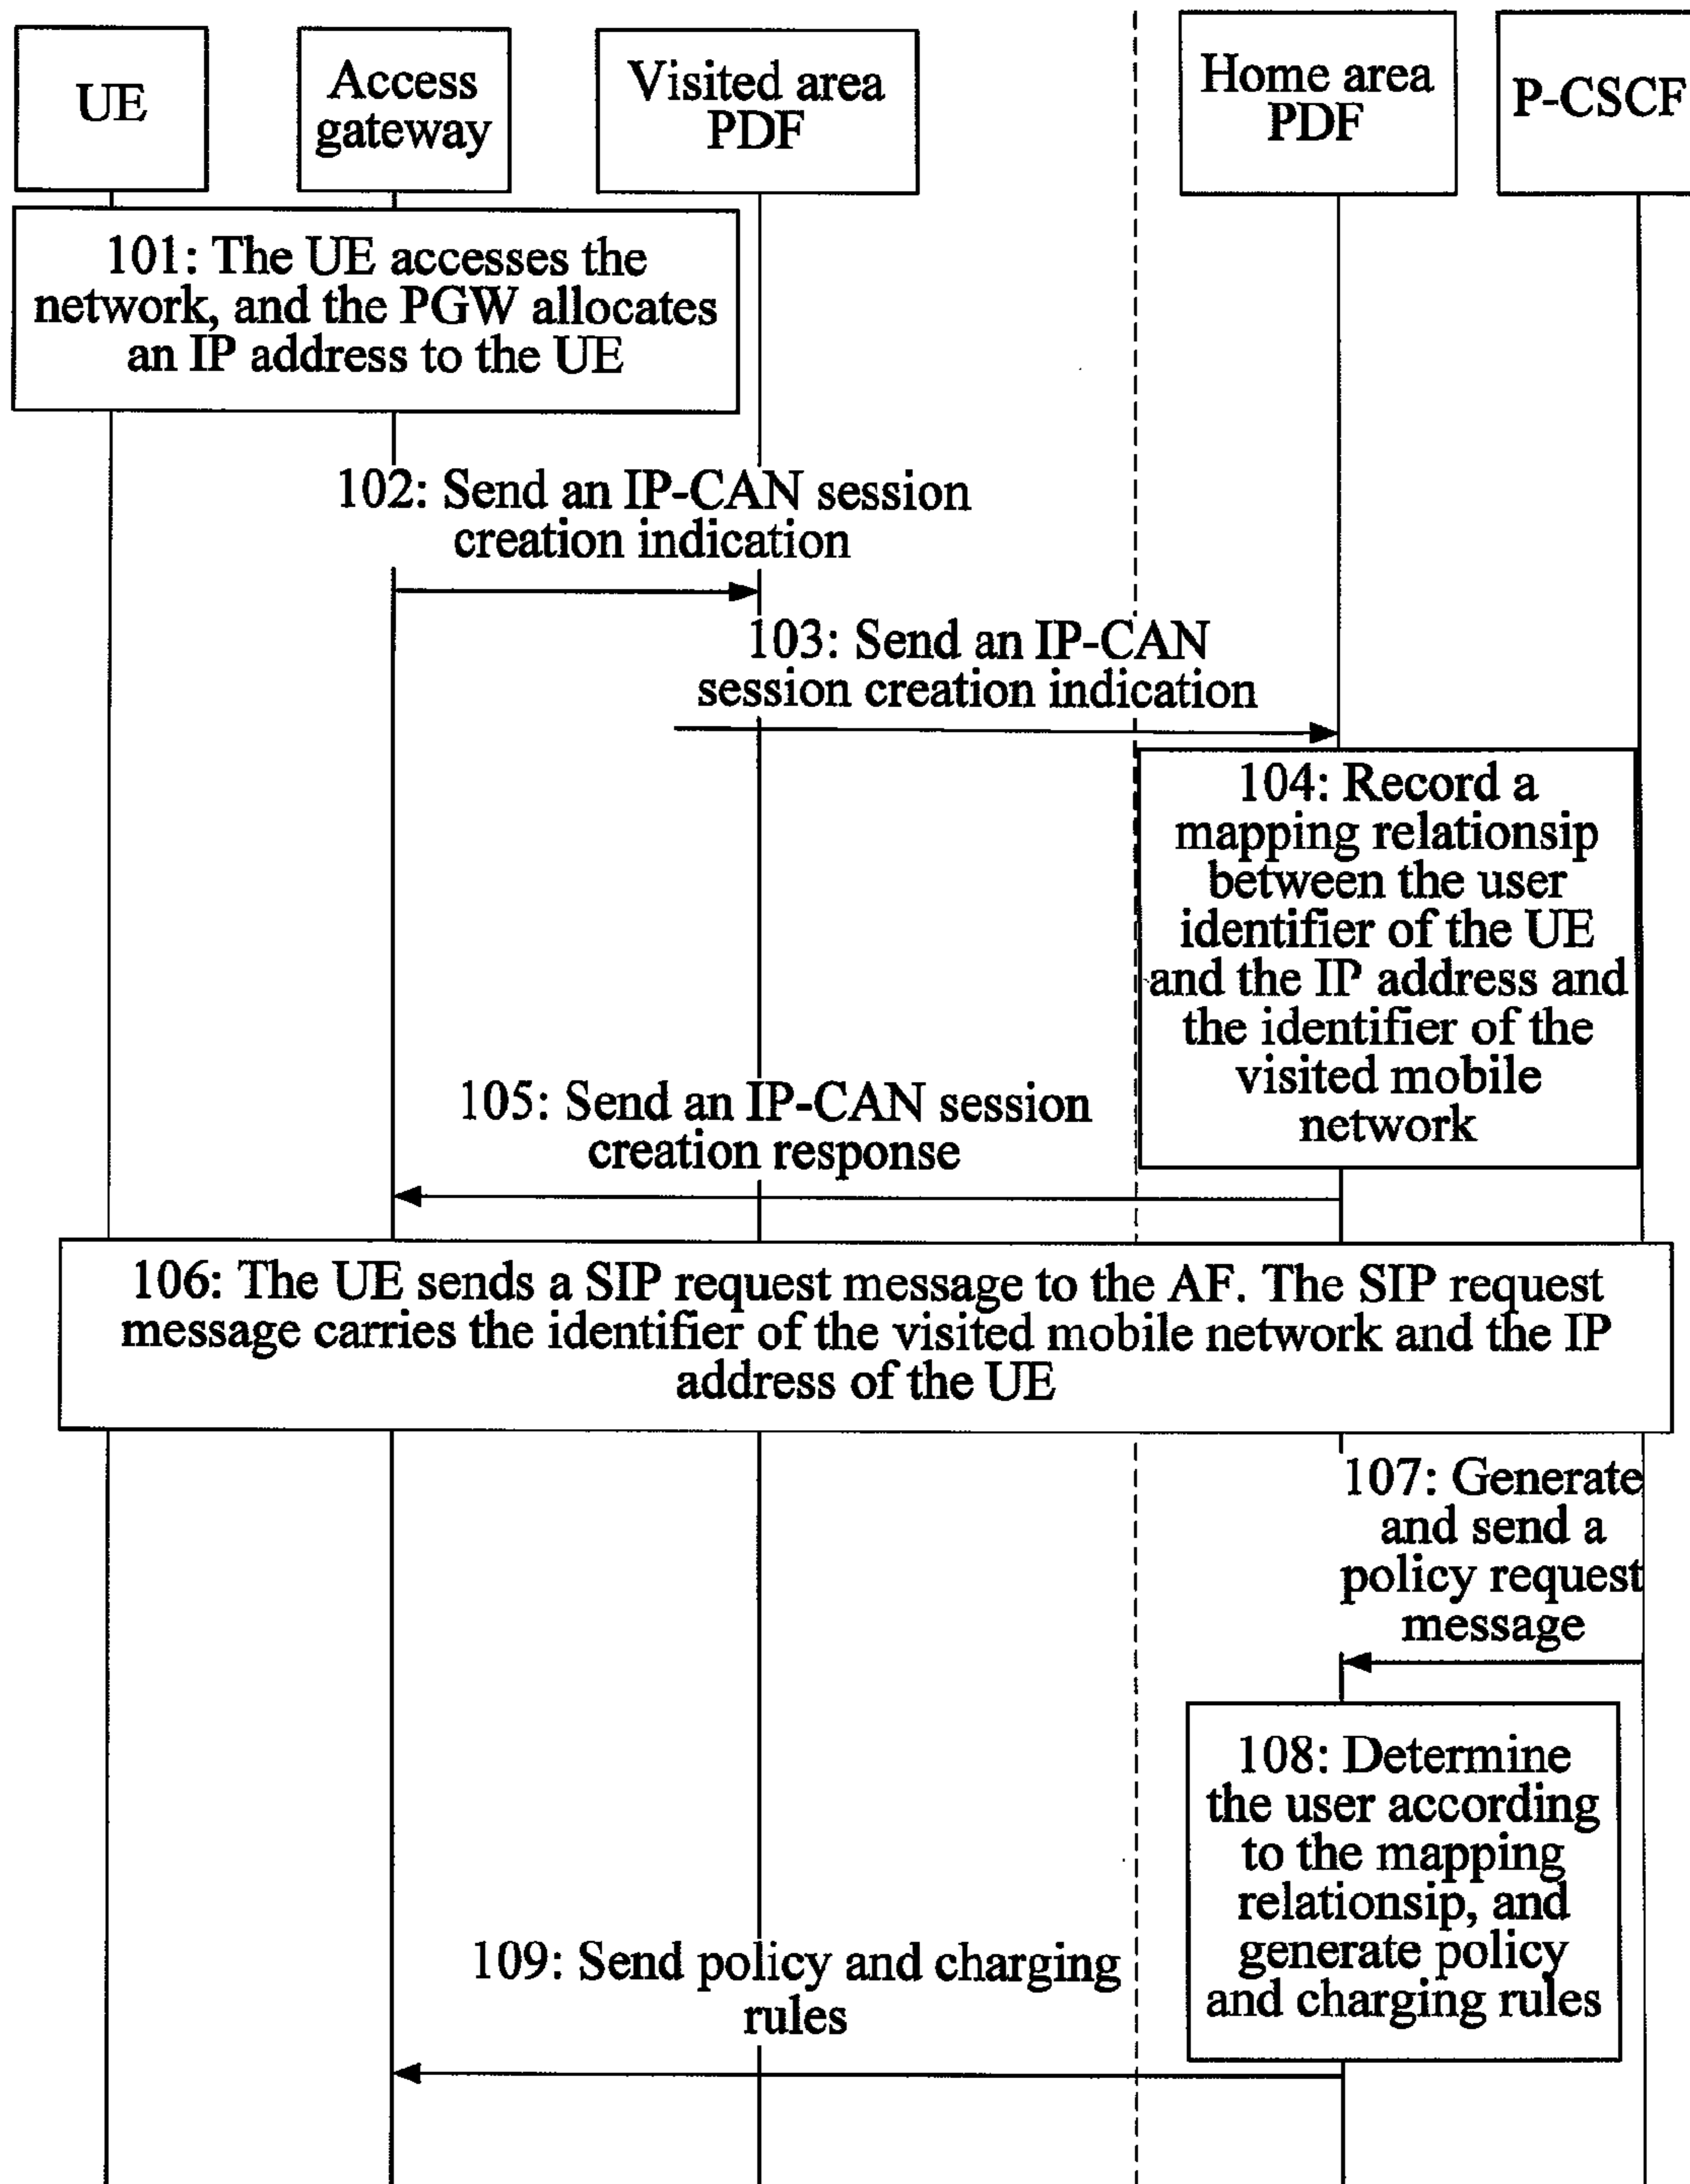 UE
Access
gateway
Visited area
PDF
Home area
PDF
P-CSCF
101: The UE accesses the
network, and the PGW allocates
an IP address to the UE
102: Send an IP-CAN session
creation indication
103: Send an IP-CAN
session creation indication
104: Record a
mapping relationsip
between the user
identifier of the UE
and the IP address and
the identifier of the
visited mobile
network
105: Send an IP-CAN session
creation response
106: The UE sends a SIP request message to the AF. The SIP request
message carries the identifier of the visited mobile network and the IP
address of the UE
107: Generate
and send a
policy request
message
108: Determine
the user according
to the mapping
relationsip, and
generate policy
and charging rules
109: Send policy and charging
rules